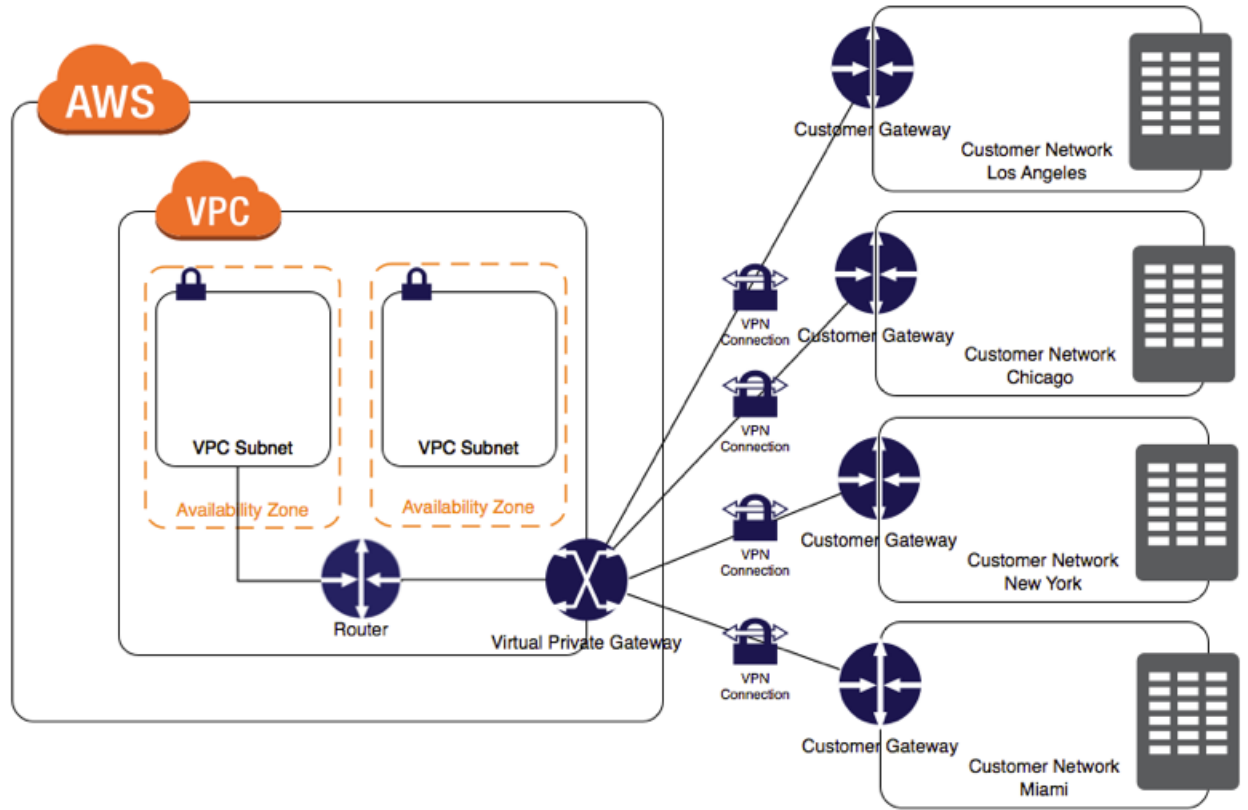 AWS
VPC
VPC Subnet
Availability Zone
VPC Subnet
Availability Zone
Router
Virtual Private Gateway
VPN
Connection
VPN
Connection
VPN
Connection
VPN
Connection
Customer Gateway
Customer Network
Los Angeles
Customer Gateway
Customer Network
Chicago
Customer Gateway
Customer Network
New York
Customer Gateway
Customer Network
Miami